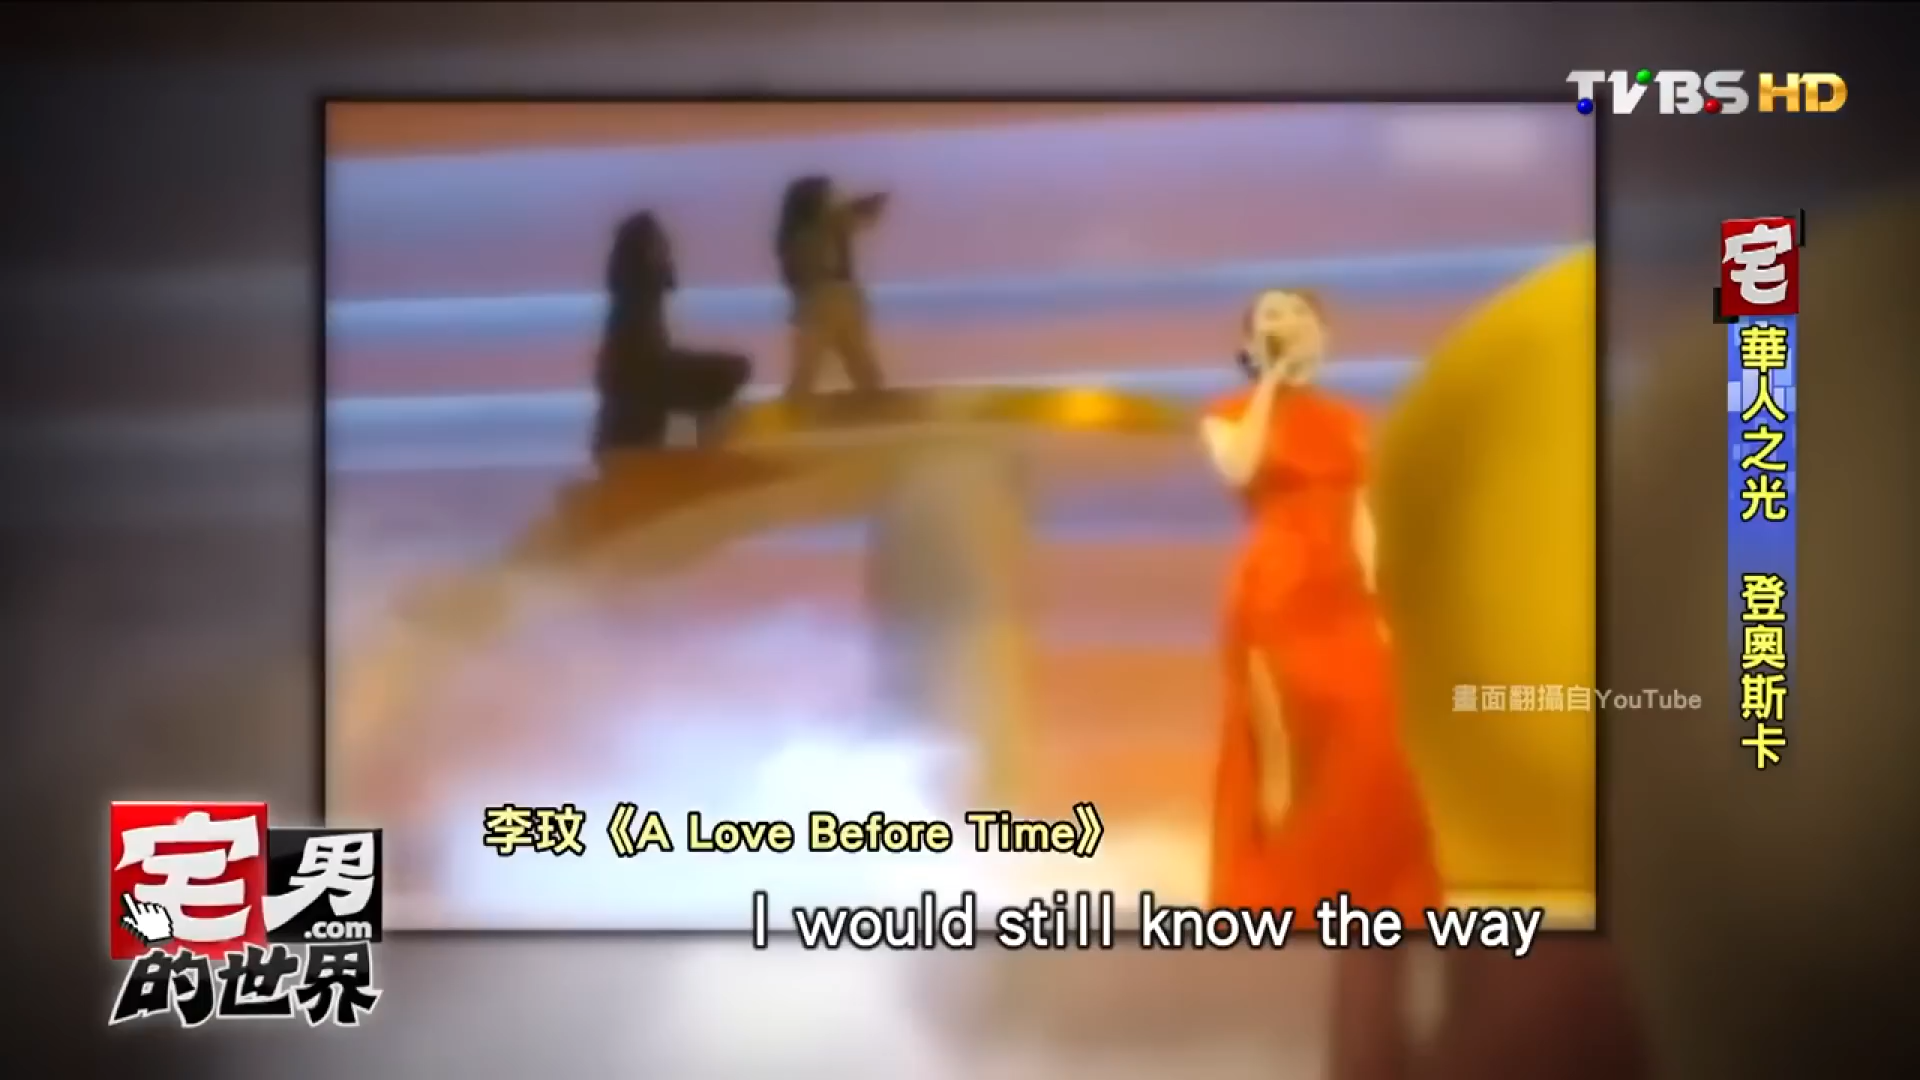 TVBS HD
宅
華人之光 登奧斯卡
畫面翻攝自YouTube
李玟《A Love Before Time》
I would still know the way
宅男
.com
的世界